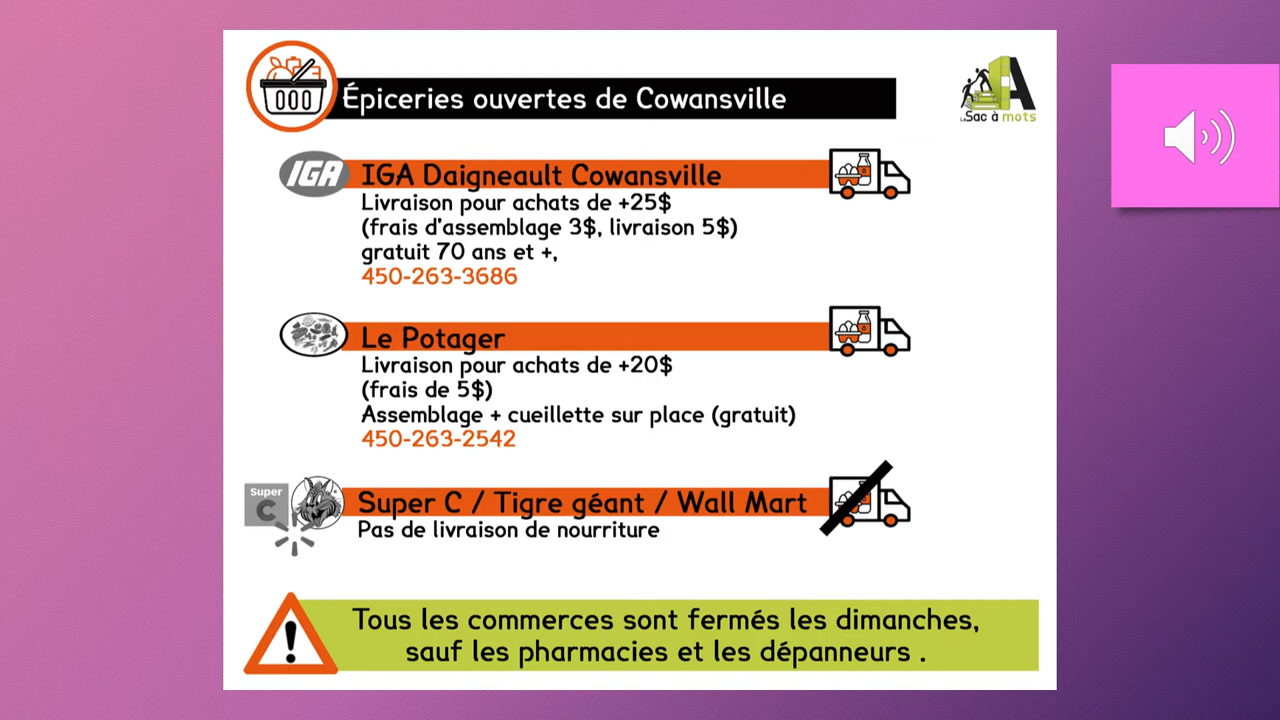 Épiceries ouvertes de Cowansville
A
Le Sac à mots
IGA
IGA Daigneault Cowansville
Livraison pour achats de +25$
(frais d'assemblage 3$, livraison 5$)
gratuit 70 ans et +,
450-263-3686
Le Potager
Livraison pour achats de +20$
(frais de 5$)
Assemblage + cueillette sur place (gratuit)
450-263-2542
Super
C
Super C / Tigre géant / Wall Mart
Pas de livraison de nourriture
Tous les commerces sont fermés les dimanches,
sauf les pharmacies et les dépanneurs .